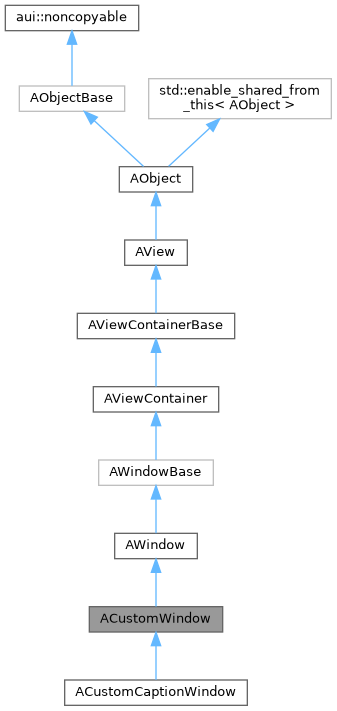 aui::noncopyable
AObjectBase
std::enable_shared_from
_this< AObject >
AObject
AView
AViewContainerBase
AViewContainer
AWindowBase
AWindow
ACustomWindow
ACustomCaptionWindow